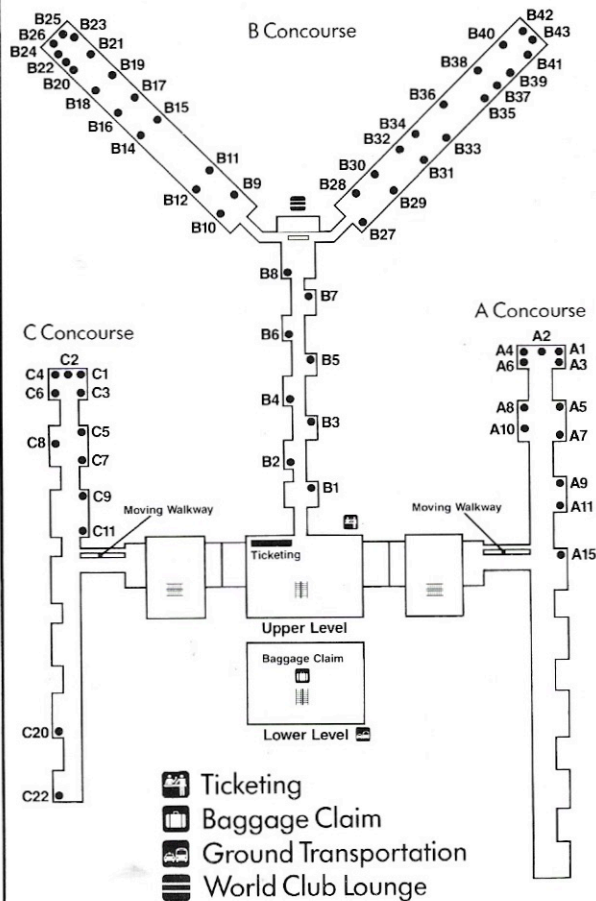 B Concourse
B25
B23
B26
B24
B21
B22
B19
B20
B17
B18
B15
B16
B14
B11
B12
B9
B10
B42
B43
B40
B41
B38
B39
B37
B36
B35
B34
B32
B33
B30
B31
B28
B29
B27
B8
B7
B6
B5
B4
B3
B2
B1
C Concourse
C2
C4
C1
C6
C3
C5
C8
C7
C9
C11
Moving Walkway
C20
C22
A Concourse
A2
A4
A1
A6
A3
A8
A5
A10
A7
A9
A11
Moving Walkway
A15
Ticketing
Upper Level
Baggage Claim
Lower Level
Ticketing
Baggage Claim
Ground Transportation
World Club Lounge